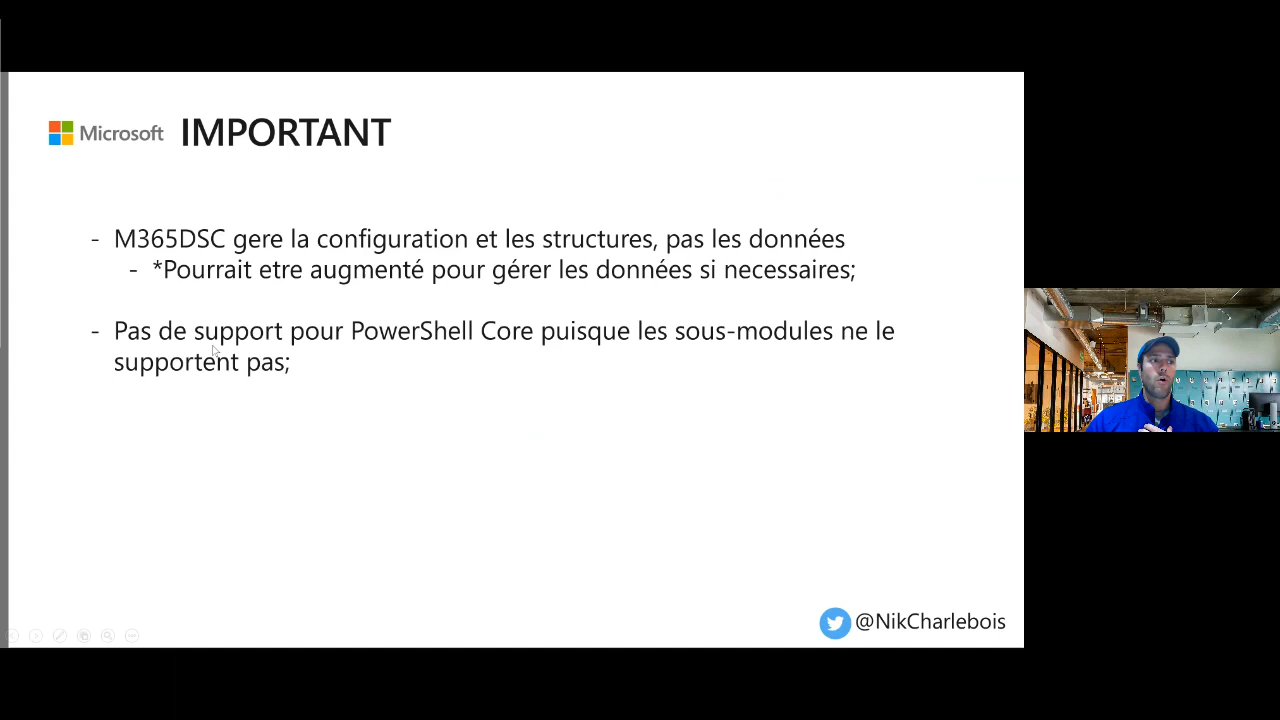 Microsoft IMPORTANT
- M365DSC gere la configuration et les structures, pas les données
- *Pourrait etre augmenté pour gérer les données si necessaires;
- Pas de support pour PowerShell Core puisque les sous-modules ne le
supportent pas;
@NikCharlebois